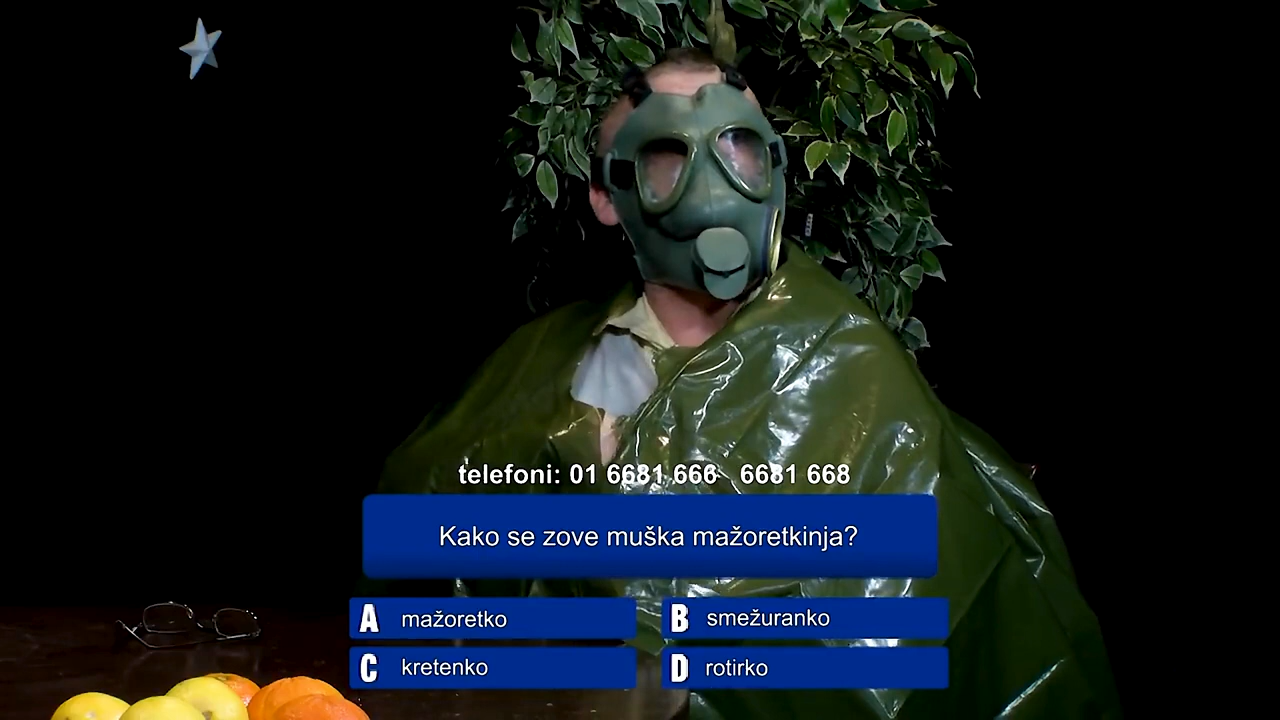 telefoni: 01 6681 666 6681 668
Kako se zove muška mažoretkinja?
A mažoretko
B smežuranko
C kretenko
D rotirko